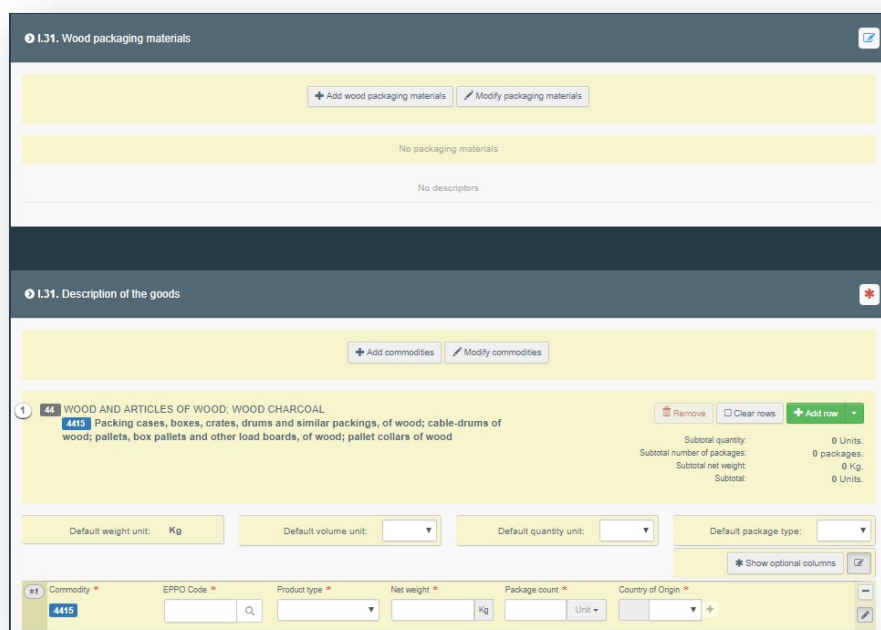 I.31. Wood packaging materials
Add wood packaging materials
Modify packaging materials
No packaging materials
No descriptors
I.31. Description of the goods
Add commodities
Modify commodities
1
44 WOOD AND ARTICLES OF WOOD; WOOD CHARCOAL
4415 Packing cases, boxes, crates, drums and similar packings, of wood; cable-drums of
wood; pallets, box pallets and other load boards, of wood; pallet collars of wood
Remove
Clear rows
Add row
Subtotal quantity: 0 Units.
Subtotal number of packages: 0 packages.
Subtotal net weight: 0 Kg.
Subtotal: 0 Units.
Default weight unit: Kg
Default volume unit:
Default quantity unit:
Default package type:
Show optional columns
#1 Commodity * EPPO Code * Product type * Net weight * Package count * Country of Origin *
4415 Kg Unit